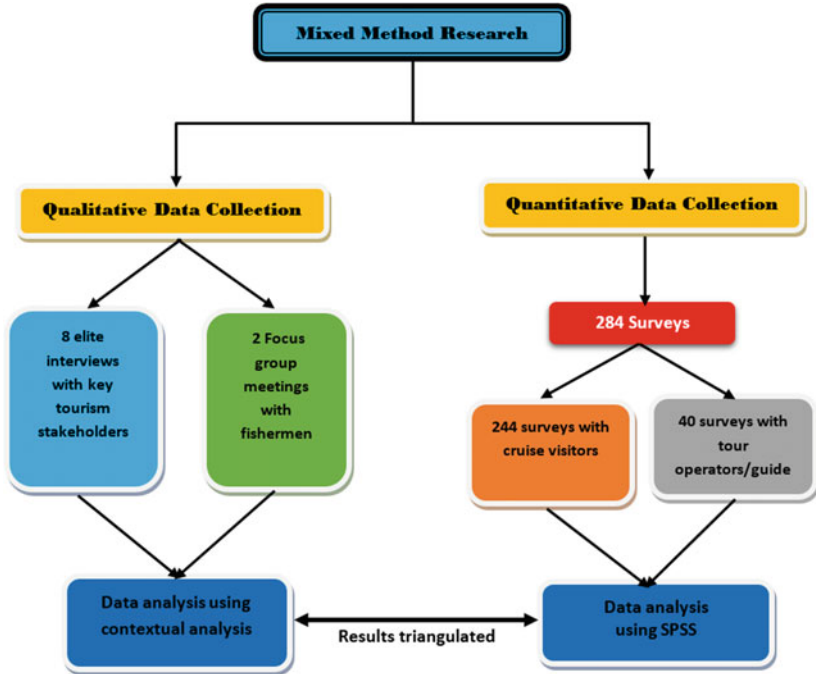 Mixed Method Research
Qualitative Data Collection
Quantitative Data Collection
8 elite
interviews
with key
tourism
stakeholders
2 Focus
group
meetings
with
fishermen
284 Surveys
244 surveys with
cruise visitors
40 surveys with
tour
operators/guide
Data analysis using
contextual analysis
Results triangulated
Data analysis
using SPSS